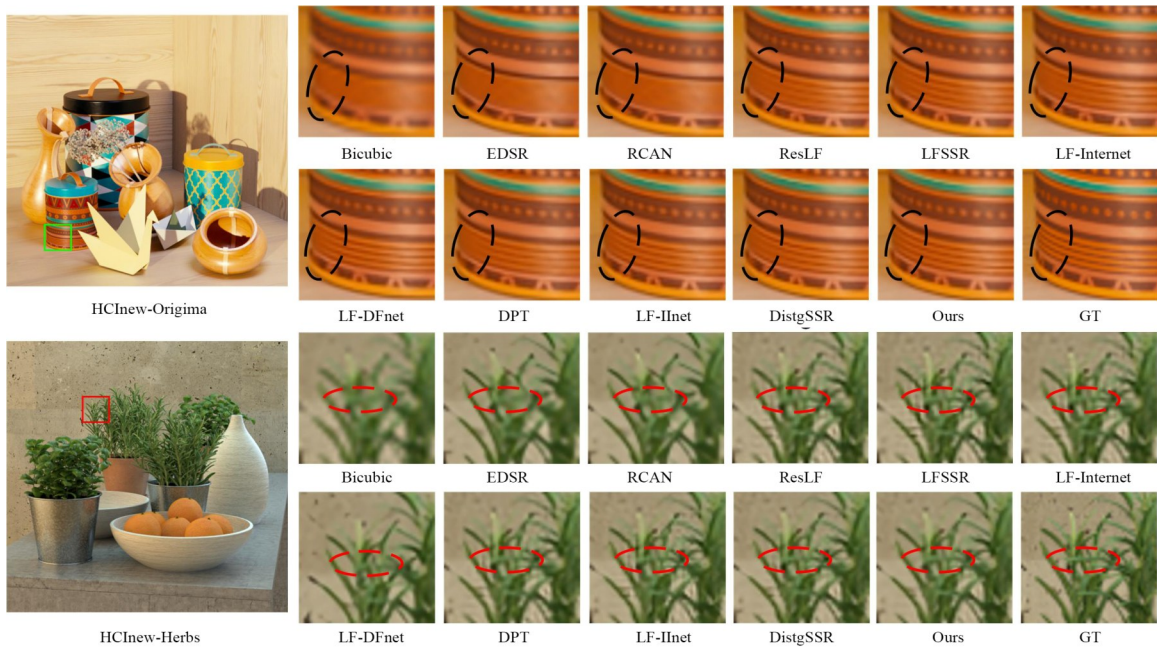 Bicubic EDSR RCAN ResLF LFSSR LF-Internet
LF-DFnet DPT LF-IInet DistgSSR Ours GT
HCInew-Origima
Bicubic EDSR RCAN ResLF LFSSR LF-Internet
LF-DFnet DPT LF-IInet DistgSSR Ours GT
HCInew-Herbs